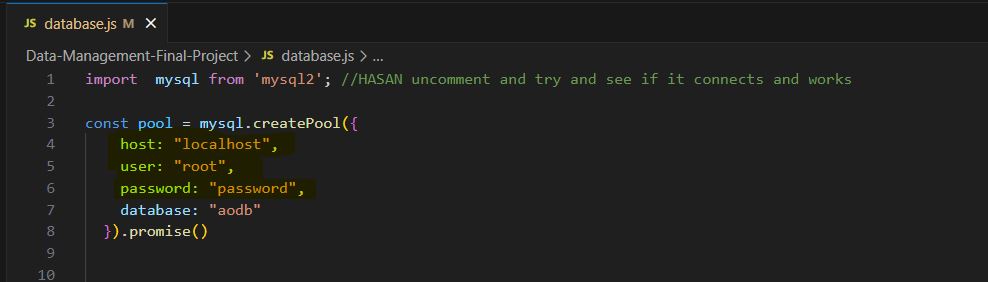 JS database.js M ✕
Data-Management-Final-Project > JS database.js > ...
1 import  mysql from 'mysql2'; //HASAN uncomment and try and see if it connects and works
2
3 const pool = mysql.createPool({
4     host: "localhost",
5     user: "root",
6     password: "password",
7     database: "aodb"
8   }).promise()
9
10